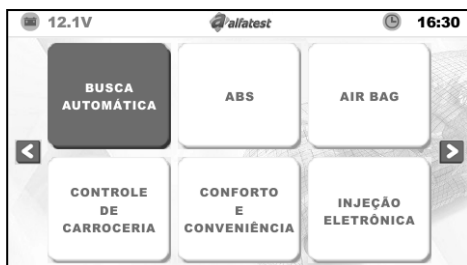 12.1V alfatest 16:30
BUSCA
AUTOMÁTICA
ABS
AIR BAG
CONTROLE
DE
CARROCERIA
CONFORTO
E
CONVENIÊNCIA
INJEÇÃO
ELETRÔNICA